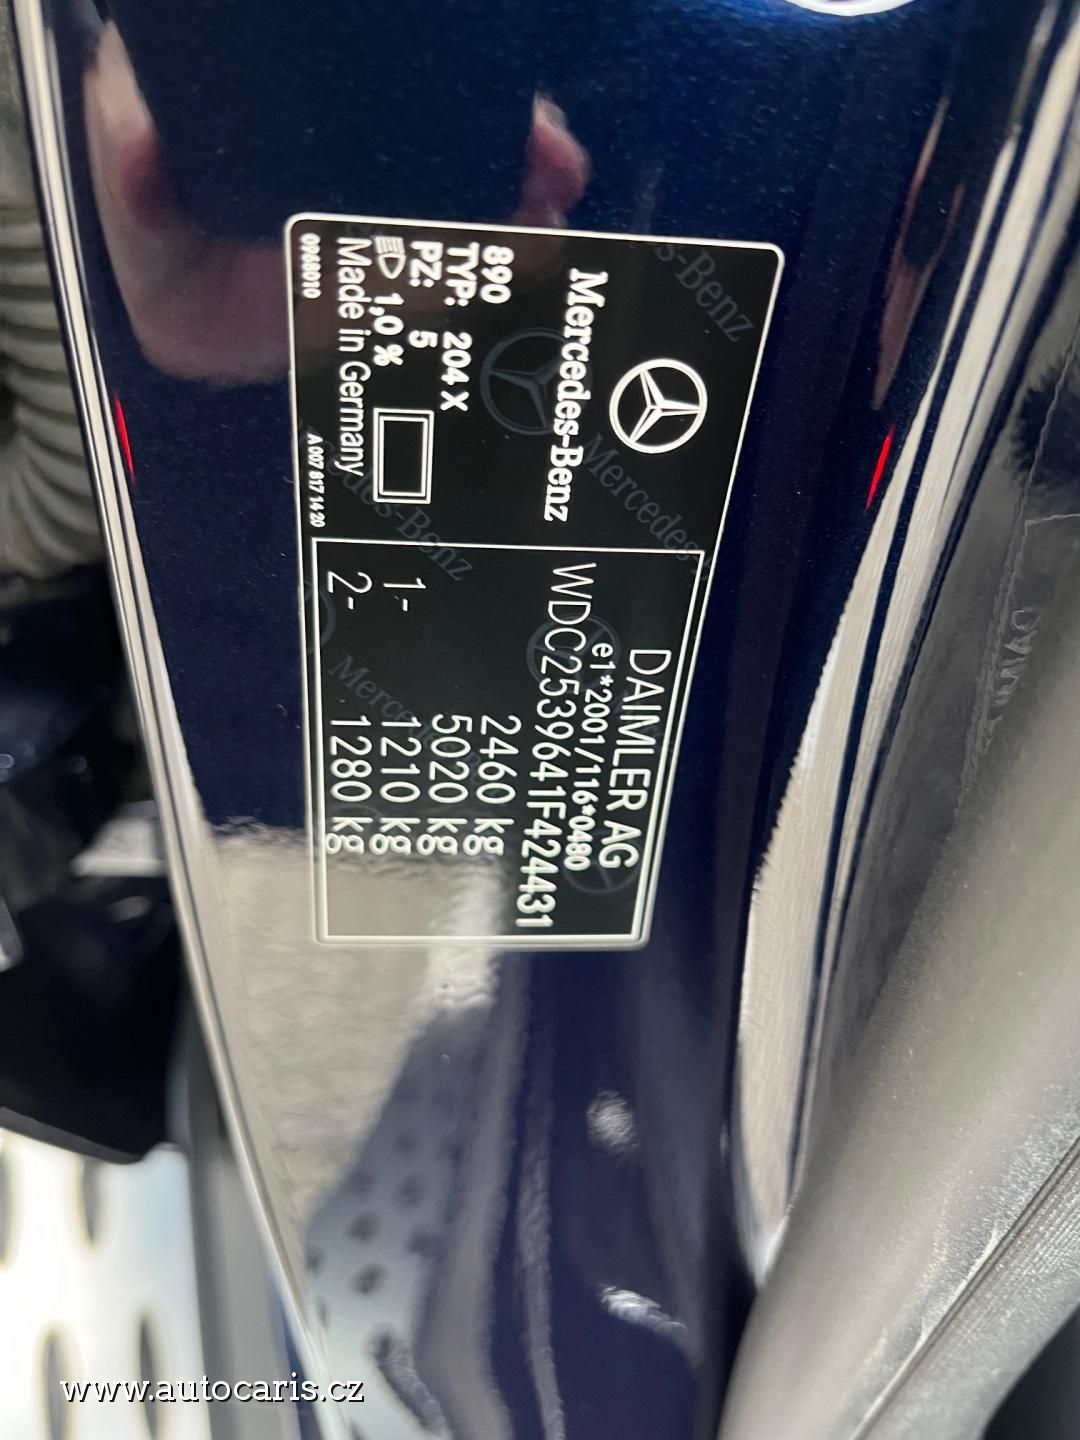 Mercedes-Benz
890
TYP: 204 X
PZ: 5
1,0 %
Made in Germany
0968010
A 007 817 14 20
DAIMLER AG
e1*2001/116*0480
WDC2539641F424431
2460 kg
5020 kg
1- 1210 kg
2- 1280 kg
www.autocaris.cz